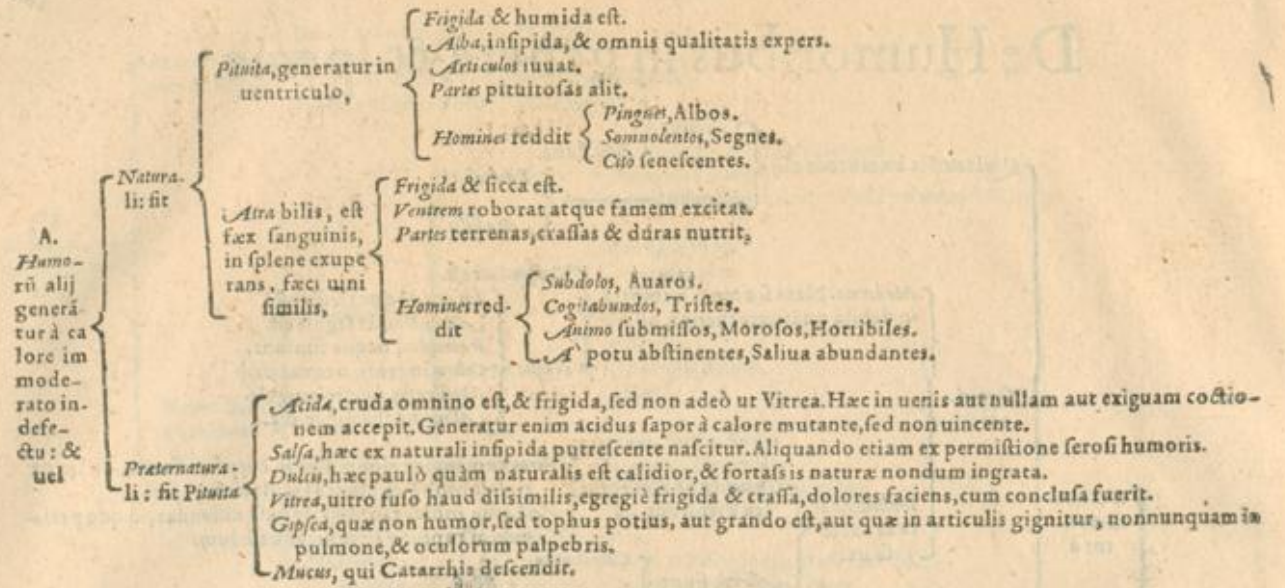 A.
Humo-
rũ alij
generã-
tur à ca
lore im
mode-
rato in-
defe-
ctu: &
uel
Natura-
li: fit
Pituita, generatur in
uentriculo,
Frigida & humida eſt.
Alba, inſipida, & omnis qualitatis expers.
Articulos iuuat.
Partes pituitoſas alit.
Homines reddit
Pingues, Albos.
Somnolentos, Segnes.
Citò ſeneſcentes.
Atra bilis, eſt
fæx ſanguinis,
in ſplene exupe
rans, fæci uini
ſimilis,
Frigida & ſicca eſt.
Ventrem roborat atque famem excitat.
Partes terrenas, craſſas & duras nutrit,
Homines red-
dit
Subdolos, Auaros.
Cogitabundos, Triſtes.
Animo ſubmiſſos, Moroſos, Horribiles.
A' potu abſtinentes, Saliua abundantes.
Præternatura-
li: fit Pituita
Acida, cruda omnino eſt, & frigida, ſed non adeò ut Vitrea. Hæc in uenis aut nullam aut exiguam coctio-
nem accepit. Generatur enim acidus ſapor à calore mutante, ſed non uincente.
Salſa, hæc ex naturali inſipida putreſcente naſcitur. Aliquando etiam ex permiſtione ſeroſi humoris.
Dulcis, hæc paulò quàm naturalis eſt calidior, & fortaſsis naturæ nondum ingrata.
Vitrea, uitro fuſo haud diſsimilis, egregiè frigida & craſſa, dolores faciens, cum concluſa fuerit.
Gipſea, quæ non humor, ſed tophus potius, aut grando eſt, aut quæ in articulis gignitur, nonnunquam in
pulmone, & oculorum palpebris.
Mucus, qui Catarrhis deſcendit.